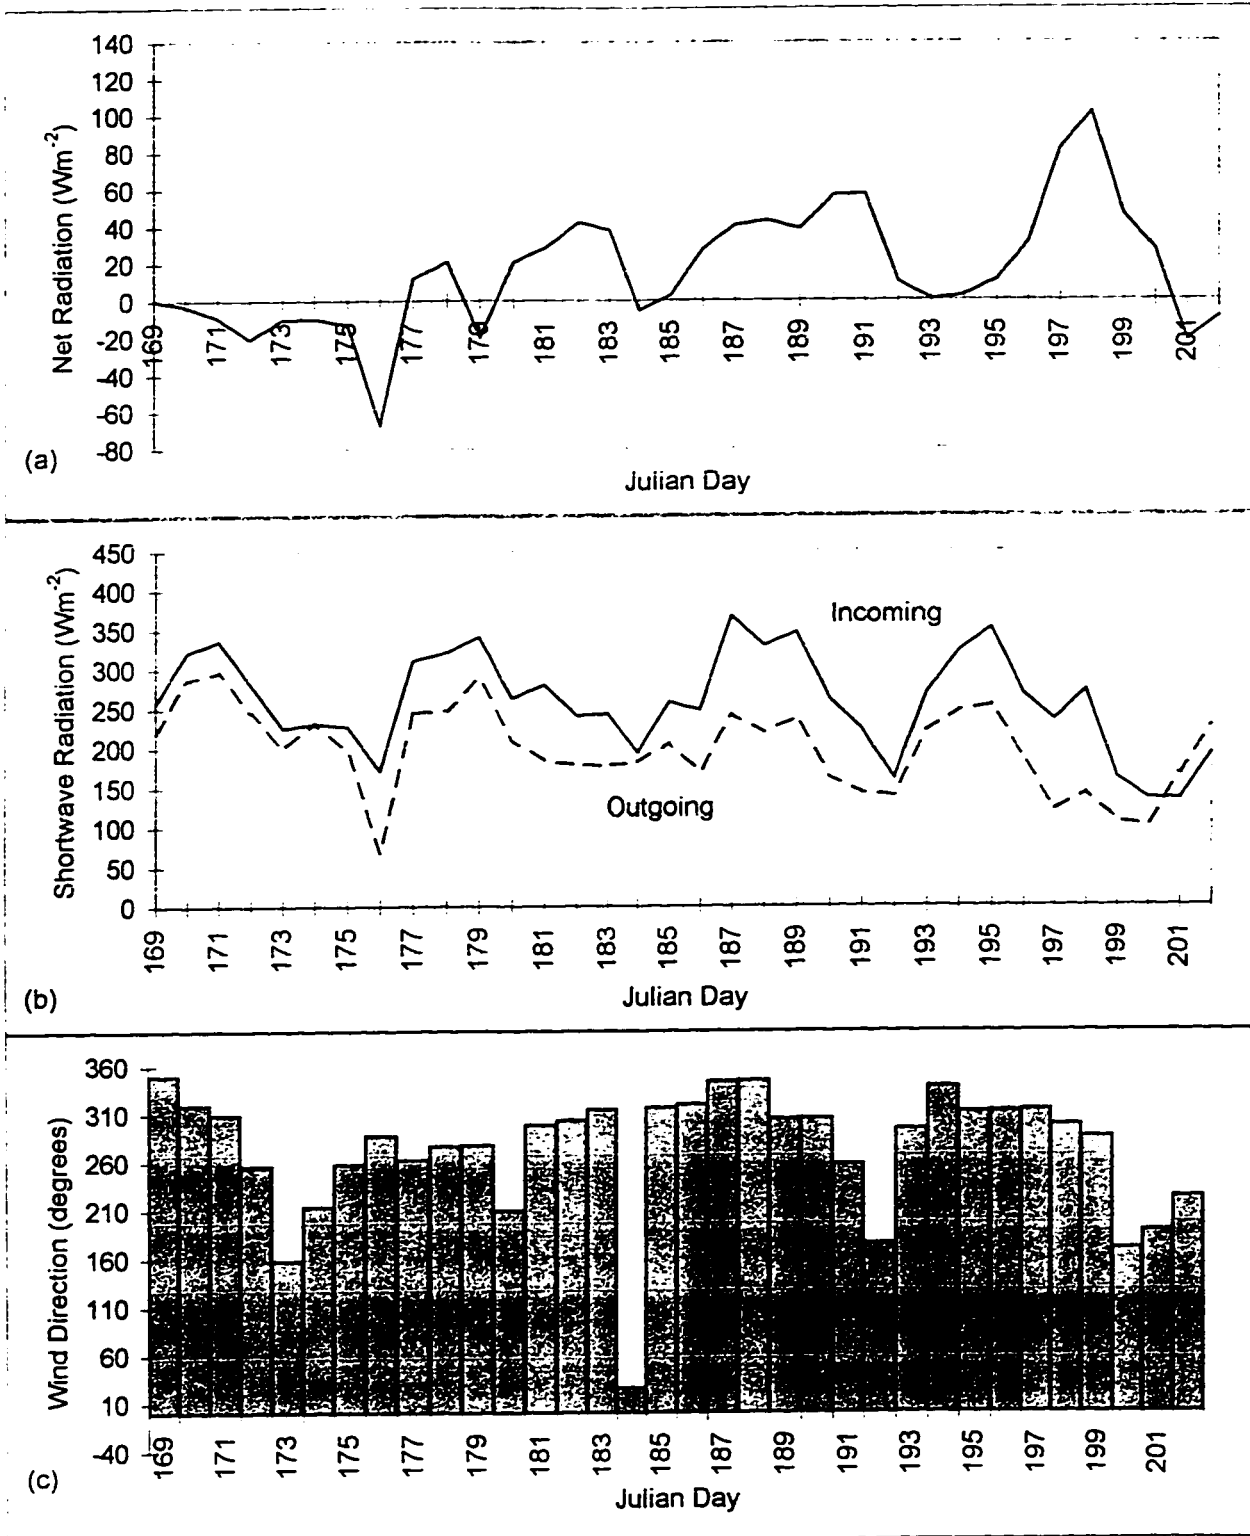 140
120
100
80
60
40
20
0
-20
-40
-60
-80
Net Radiation (Wm-2)
169 171 173 175 177 179 181 183 185 187 189 191 193 195 197 199 201
(a)
Julian Day
450
400
350
300
250
200
150
100
50
0
Shortwave Radiation (Wm-2)
Incoming
Outgoing
169 171 173 175 177 179 181 183 185 187 189 191 193 195 197 199 201
(b)
Julian Day
360
310
260
210
160
110
60
10
-40
Wind Direction (degrees)
169 171 173 175 177 179 181 183 185 187 189 191 193 195 197 199 201
(c)
Julian Day